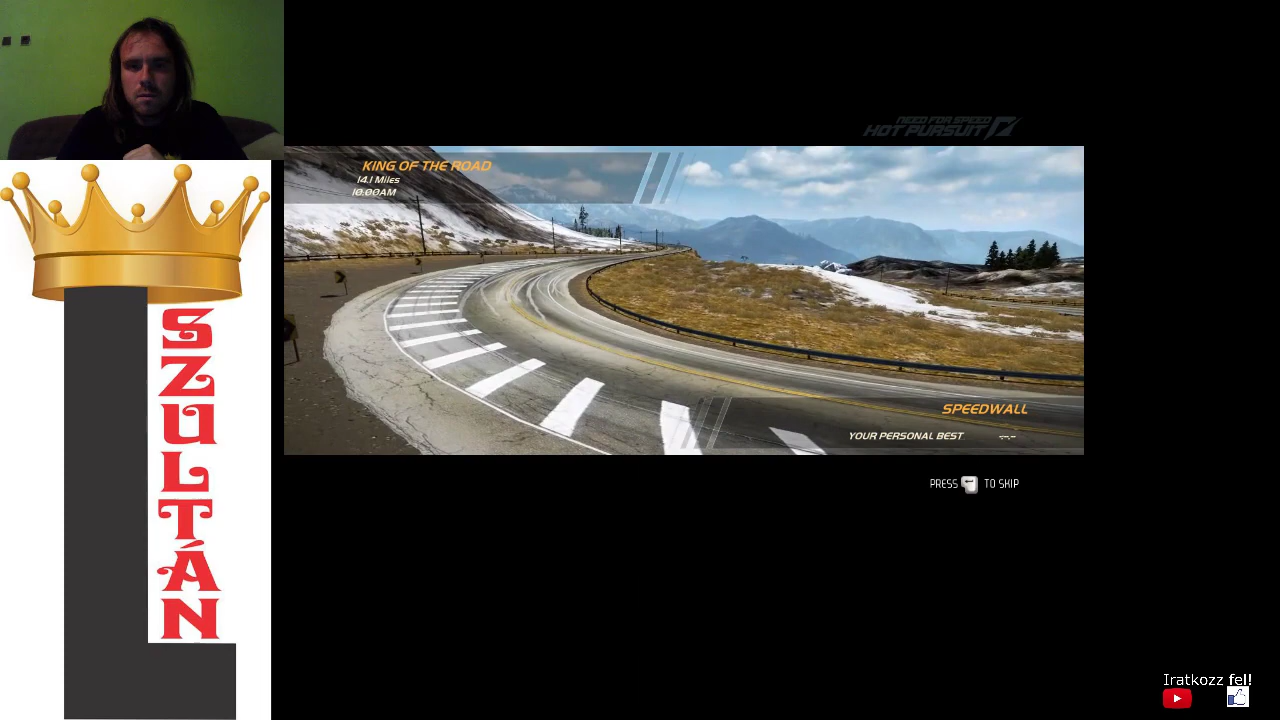 L
SZULTÁN
NEED FOR SPEED
HOT PURSUIT
KING OF THE ROAD
14.1 Miles
10:00AM
SPEEDWALL
YOUR PERSONAL BEST --.--
PRESS TO SKIP
Iratkozz fel!